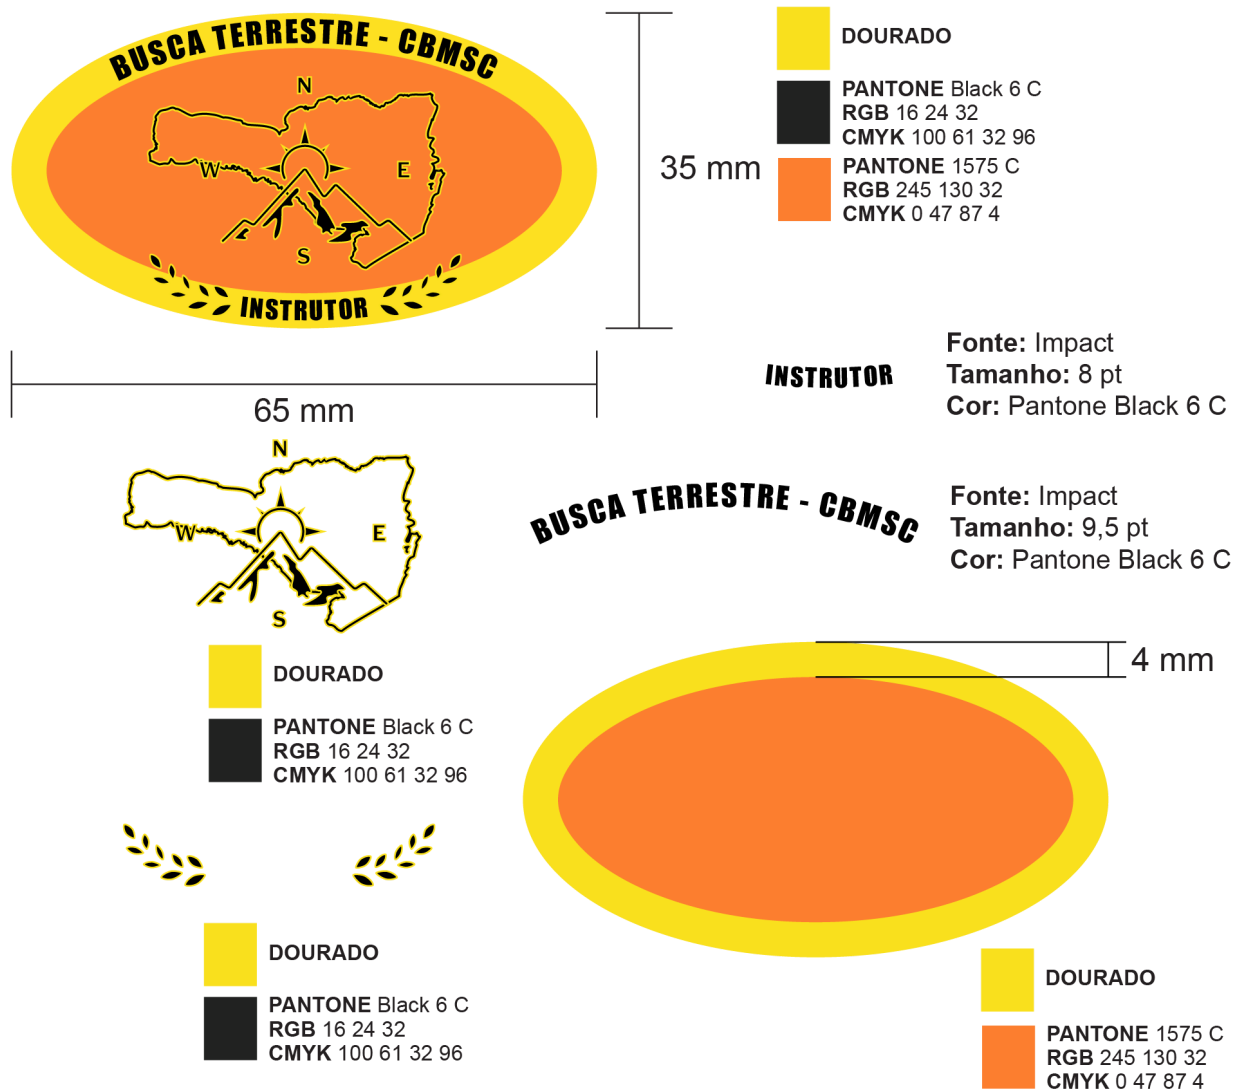 BUSCA TERRESTRE - CBMSC
N
W
E
S
INSTRUTOR
35 mm
65 mm
DOURADO
PANTONE Black 6 C
RGB 16 24 32
CMYK 100 61 32 96
PANTONE 1575 C
RGB 245 130 32
CMYK 0 47 87 4
INSTRUTOR
Fonte: Impact
Tamanho: 8 pt
Cor: Pantone Black 6 C
N
W
E
S
BUSCA TERRESTRE - CBMSC
Fonte: Impact
Tamanho: 9,5 pt
Cor: Pantone Black 6 C
DOURADO
PANTONE Black 6 C
RGB 16 24 32
CMYK 100 61 32 96
4 mm
DOURADO
PANTONE Black 6 C
RGB 16 24 32
CMYK 100 61 32 96
DOURADO
PANTONE 1575 C
RGB 245 130 32
CMYK 0 47 87 4